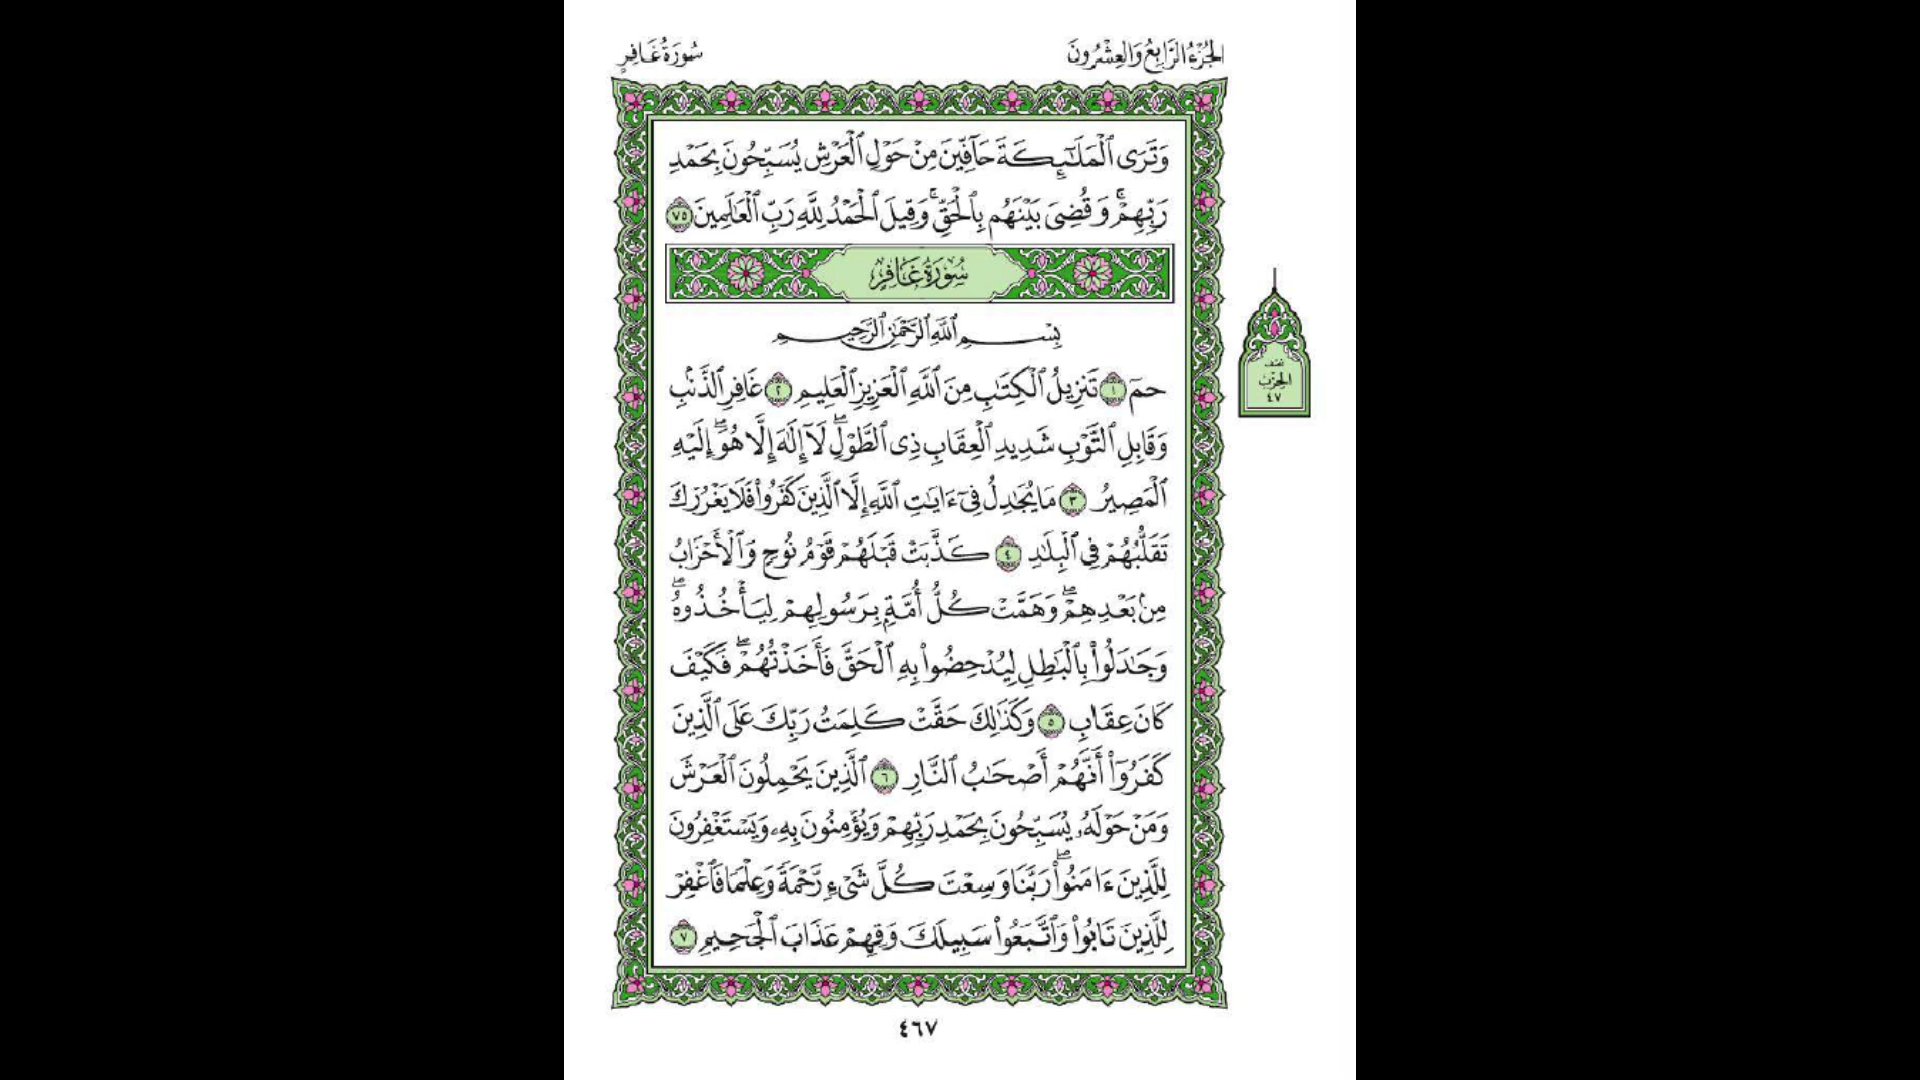 الجزء الرابع والعشرون
سورة غافر
وَتَرَى ٱلْمَلَـٰٓئِكَةَ حَآفِّينَ مِنْ حَوْلِ ٱلْعَرْشِ يُسَبِّحُونَ بِحَمْدِ
رَبِّهِمْ ۖ وَقُضِىَ بَيْنَهُم بِٱلْحَقِّ ۚ وَقِيلَ ٱلْحَمْدُ لِلَّهِ رَبِّ ٱلْعَـٰلَمِينَ ٧٥
سُورَةُ غَافِرٍ
بِسْمِ ٱللَّهِ ٱلرَّحْمَـٰنِ ٱلرَّحِيمِ
نصف
الحزب
٤٧
حمٓ ١ تَنزِيلُ ٱلْكِتَـٰبِ مِنَ ٱللَّهِ ٱلْعَزِيزِ ٱلْعَلِيمِ ٢ غَافِرِ ٱلذَّنۢبِ
وَقَابِلِ ٱلتَّوْبِ شَدِيدِ ٱلْعِقَابِ ذِى ٱلطَّوْلِ ۖ لَآ إِلَـٰهَ إِلَّا هُوَ ۖ إِلَيْهِ
ٱلْمَصِيرُ ٣ مَا يُجَـٰدِلُ فِىٓ ءَايَـٰتِ ٱللَّهِ إِلَّا ٱلَّذِينَ كَفَرُوا۟ فَلَا يَغْرُرْكَ
تَقَلُّبُهُمْ فِى ٱلْبِلَـٰدِ ٤ كَذَّبَتْ قَبْلَهُمْ قَوْمُ نُوحٍ وَٱلْأَحْزَابُ
مِنۢ بَعْدِهِمْ ۖ وَهَمَّتْ كُلُّ أُمَّةٍۭ بِرَسُولِهِمْ لِيَأْخُذُوهُ ۖ
وَجَـٰدَلُوا۟ بِٱلْبَـٰطِلِ لِيُدْحِضُوا۟ بِهِ ٱلْحَقَّ فَأَخَذْتُهُمْ ۖ فَكَيْفَ
كَانَ عِقَابِ ٥ وَكَذَٰلِكَ حَقَّتْ كَلِمَتُ رَبِّكَ عَلَى ٱلَّذِينَ
كَفَرُوٓا۟ أَنَّهُمْ أَصْحَـٰبُ ٱلنَّارِ ٦ ٱلَّذِينَ يَحْمِلُونَ ٱلْعَرْشَ
وَمَنْ حَوْلَهُۥ يُسَبِّحُونَ بِحَمْدِ رَبِّهِمْ وَيُؤْمِنُونَ بِهِۦ وَيَسْتَغْفِرُونَ
لِلَّذِينَ ءَامَنُوا۟ ۖ رَبَّنَا وَسِعْتَ كُلَّ شَىْءٍ رَّحْمَةً وَعِلْمًا فَٱغْفِرْ
لِلَّذِينَ تَابُوا۟ وَٱتَّبَعُوا۟ سَبِيلَكَ وَقِهِمْ عَذَابَ ٱلْجَحِيمِ ٧
٤٦٧